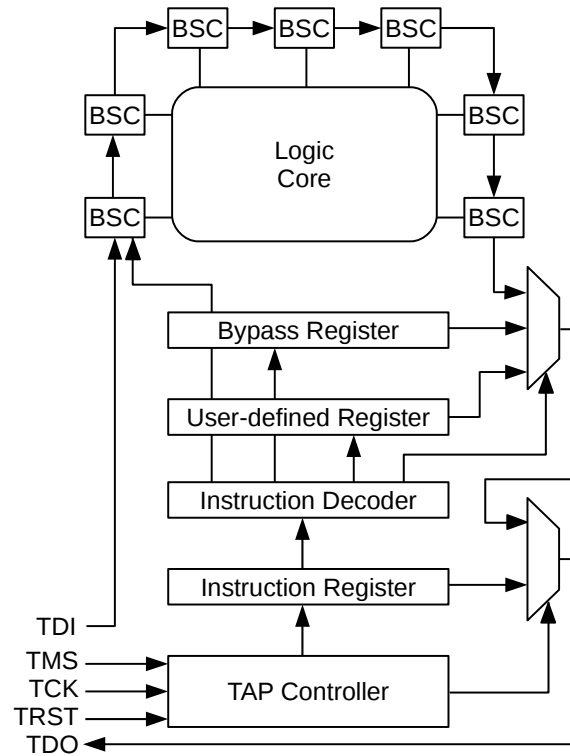 BSC
BSC
BSC
BSC
BSC
Logic
Core
BSC
BSC
Bypass Register
User-defined Register
Instruction Decoder
Instruction Register
TDI
TMS
TCK
TAP Controller
TRST
TDO